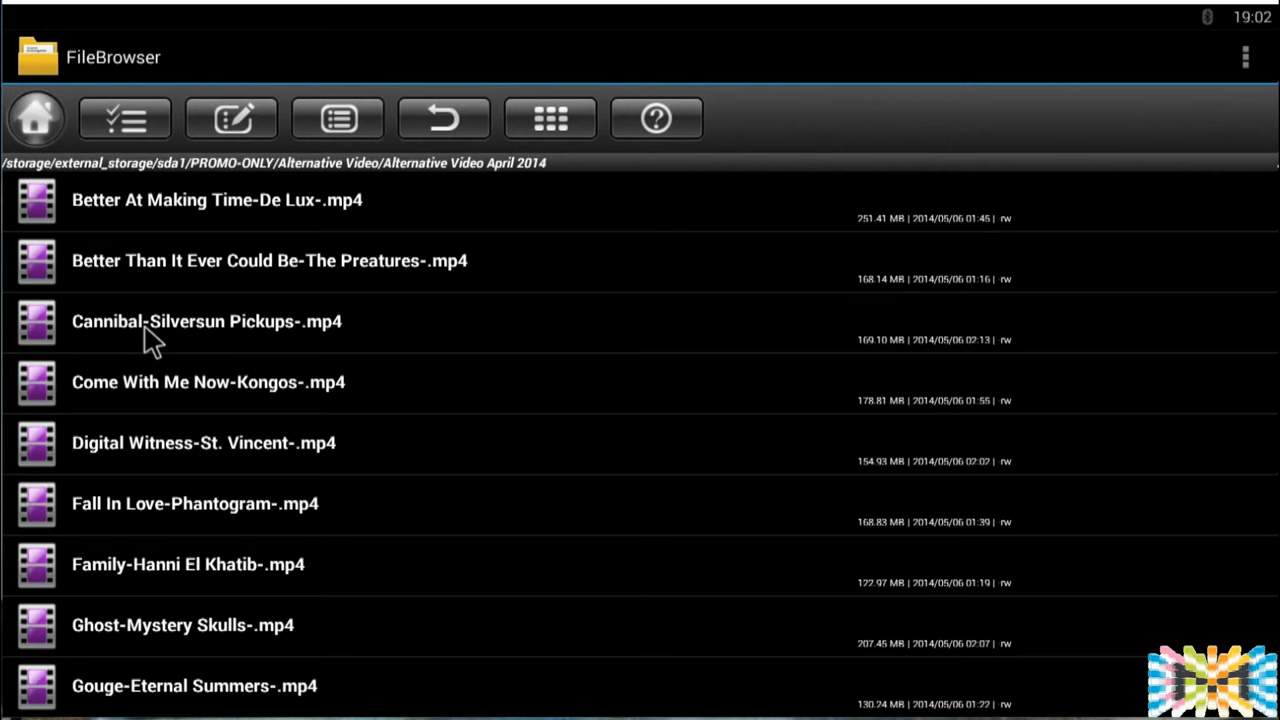 19:02
FileBrowser
/storage/external_storage/sda1/PROMO-ONLY/Alternative Video/Alternative Video April 2014
Better At Making Time-De Lux-.mp4
251.41 MB | 2014/05/06 01:45 | rw
Better Than It Ever Could Be-The Preatures-.mp4
168.14 MB | 2014/05/06 01:16 | rw
Cannibal-Silversun Pickups-.mp4
169.10 MB | 2014/05/06 02:13 | rw
Come With Me Now-Kongos-.mp4
178.81 MB | 2014/05/06 01:55 | rw
Digital Witness-St. Vincent-.mp4
154.93 MB | 2014/05/06 02:02 | rw
Fall In Love-Phantogram-.mp4
168.83 MB | 2014/05/06 01:39 | rw
Family-Hanni El Khatib-.mp4
122.97 MB | 2014/05/06 01:19 | rw
Ghost-Mystery Skulls-.mp4
207.45 MB | 2014/05/06 02:07 | rw
Gouge-Eternal Summers-.mp4
130.24 MB | 2014/05/06 01:22 | rw